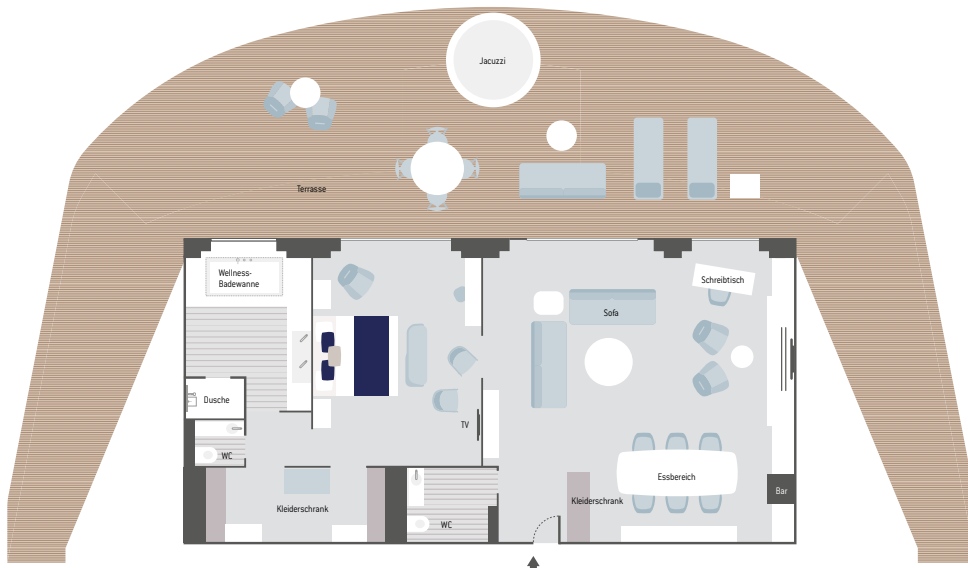 Jacuzzi
Terrasse
Wellness-
Badewanne
Schreibtisch
Sofa
Dusche
TV
WC
Essbereich
Bar
Kleiderschrank
Kleiderschrank
WC